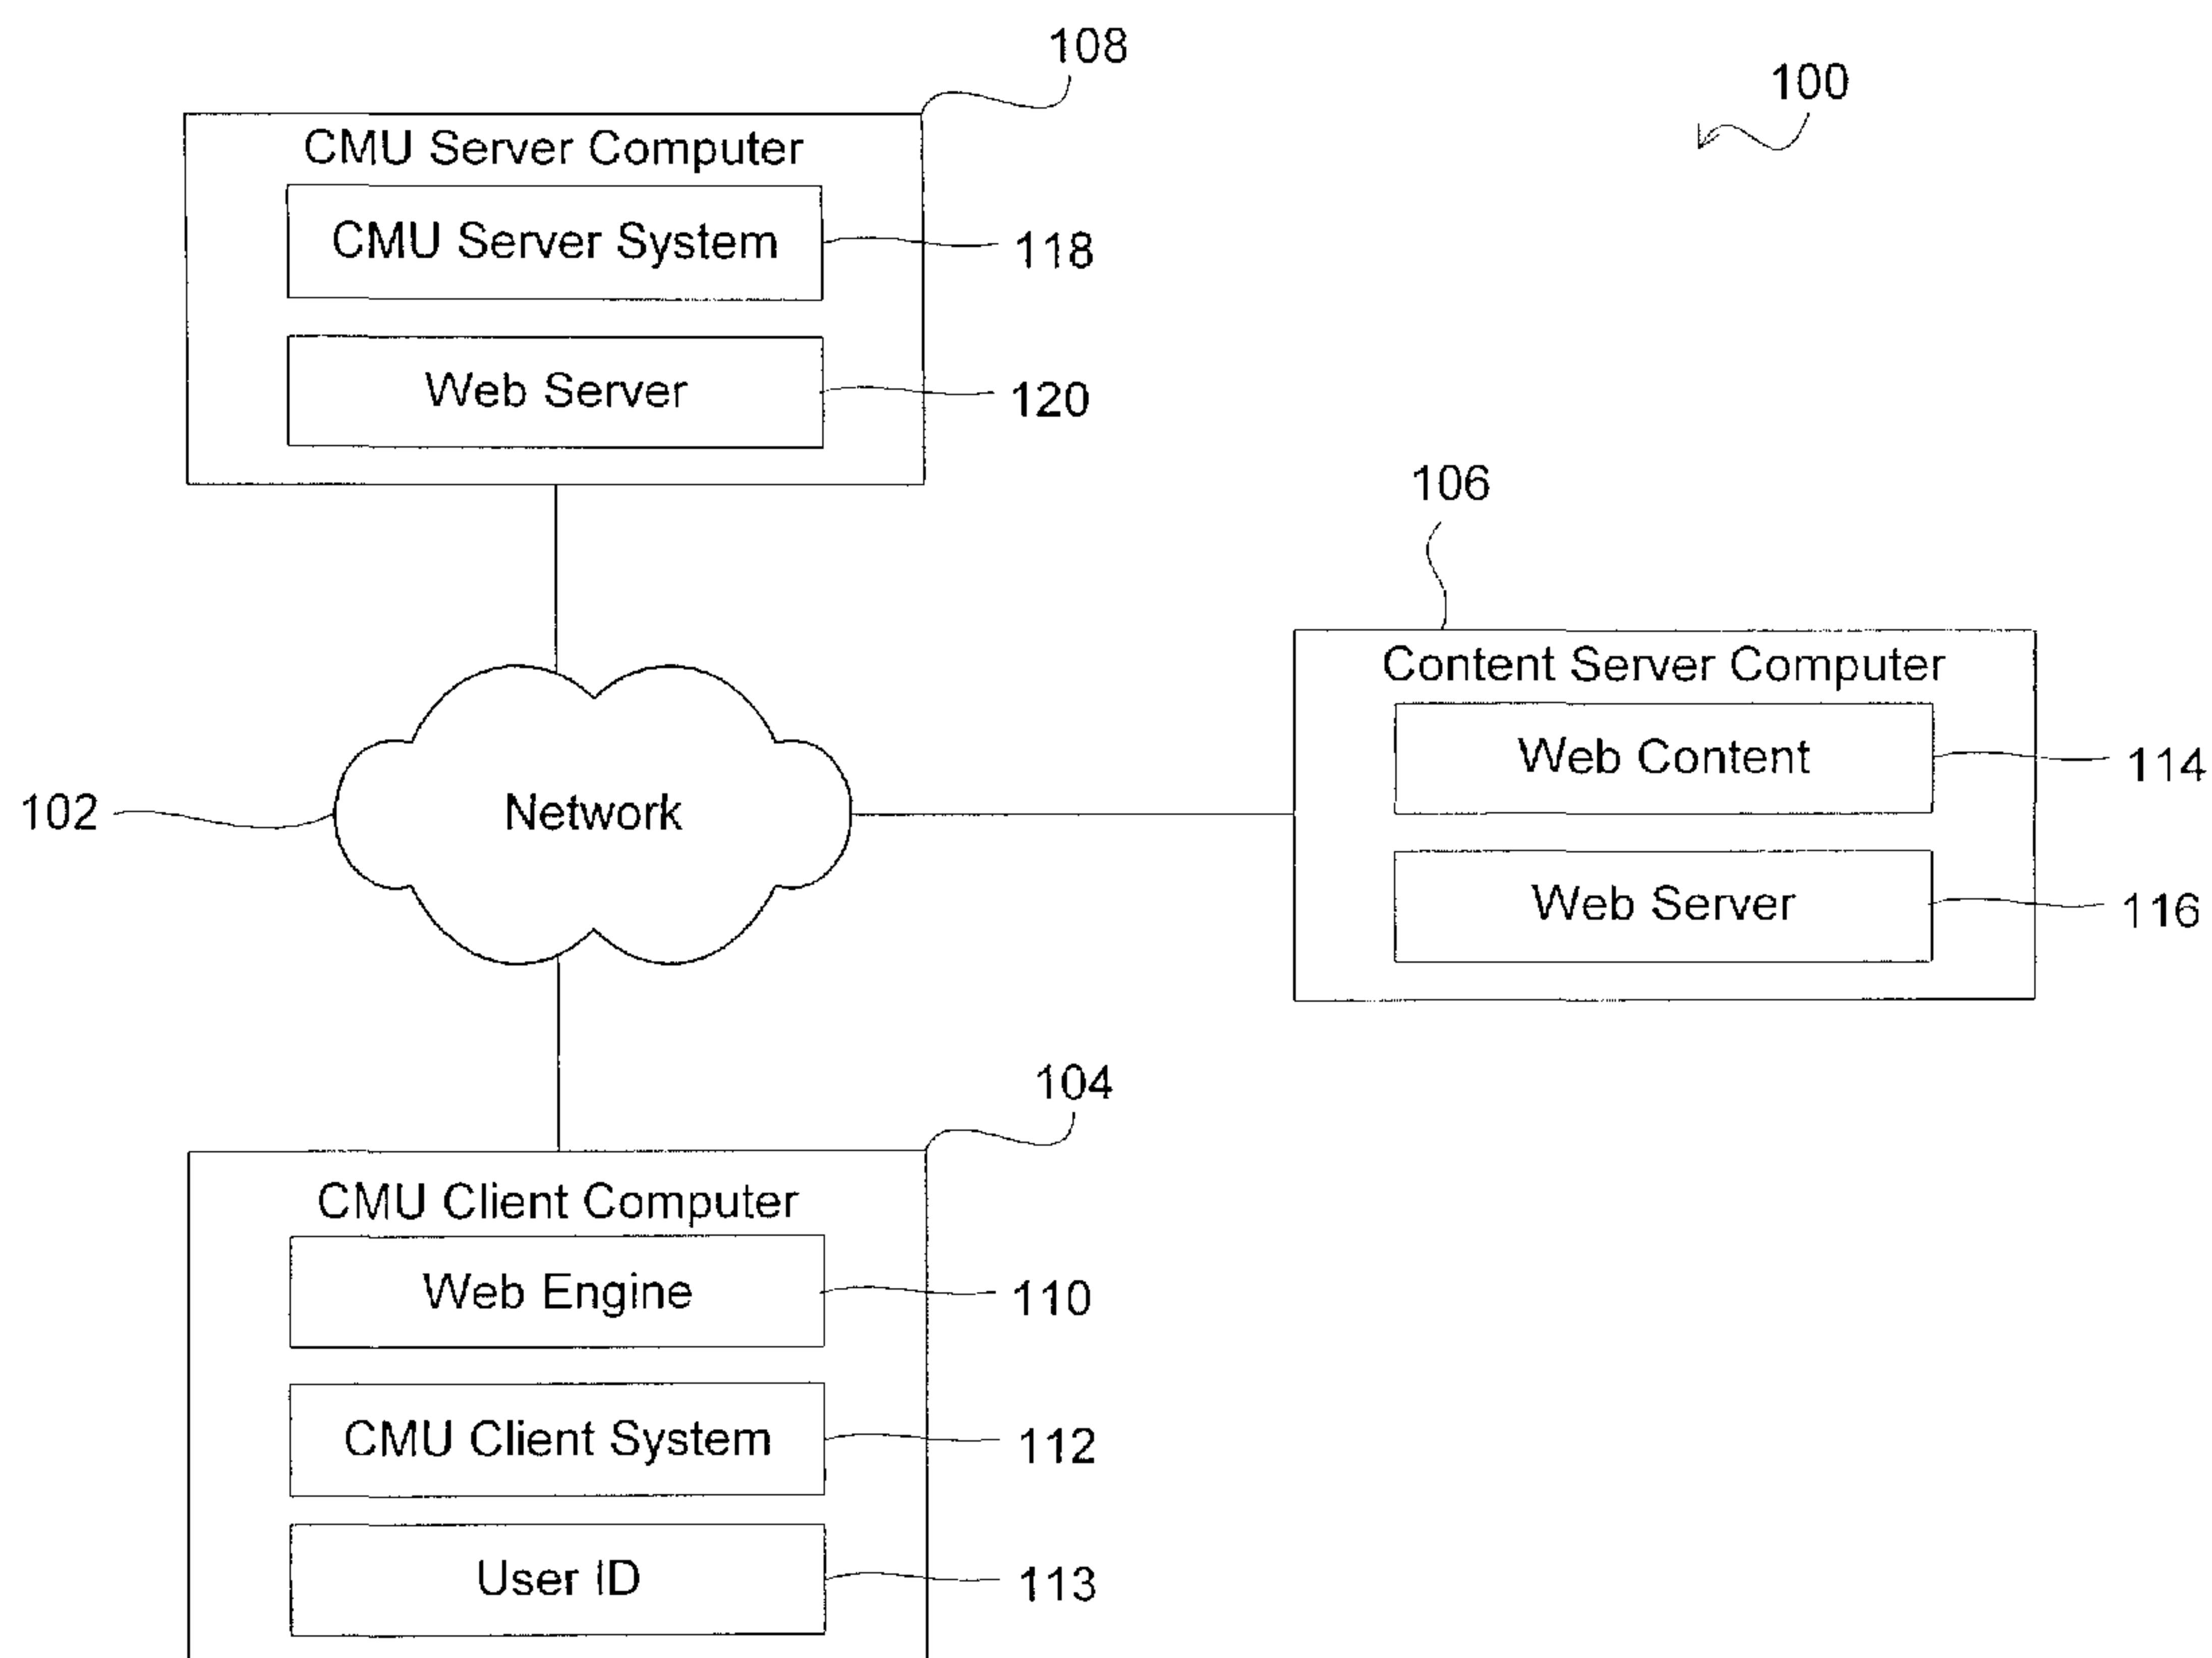 108
100
CMU Server Computer
CMU Server System
118
Web Server
120
106
Content Server Computer
Web Content
114
102
Network
Web Server
116
104
CMU Client Computer
Web Engine
110
CMU Client System
112
User ID
113